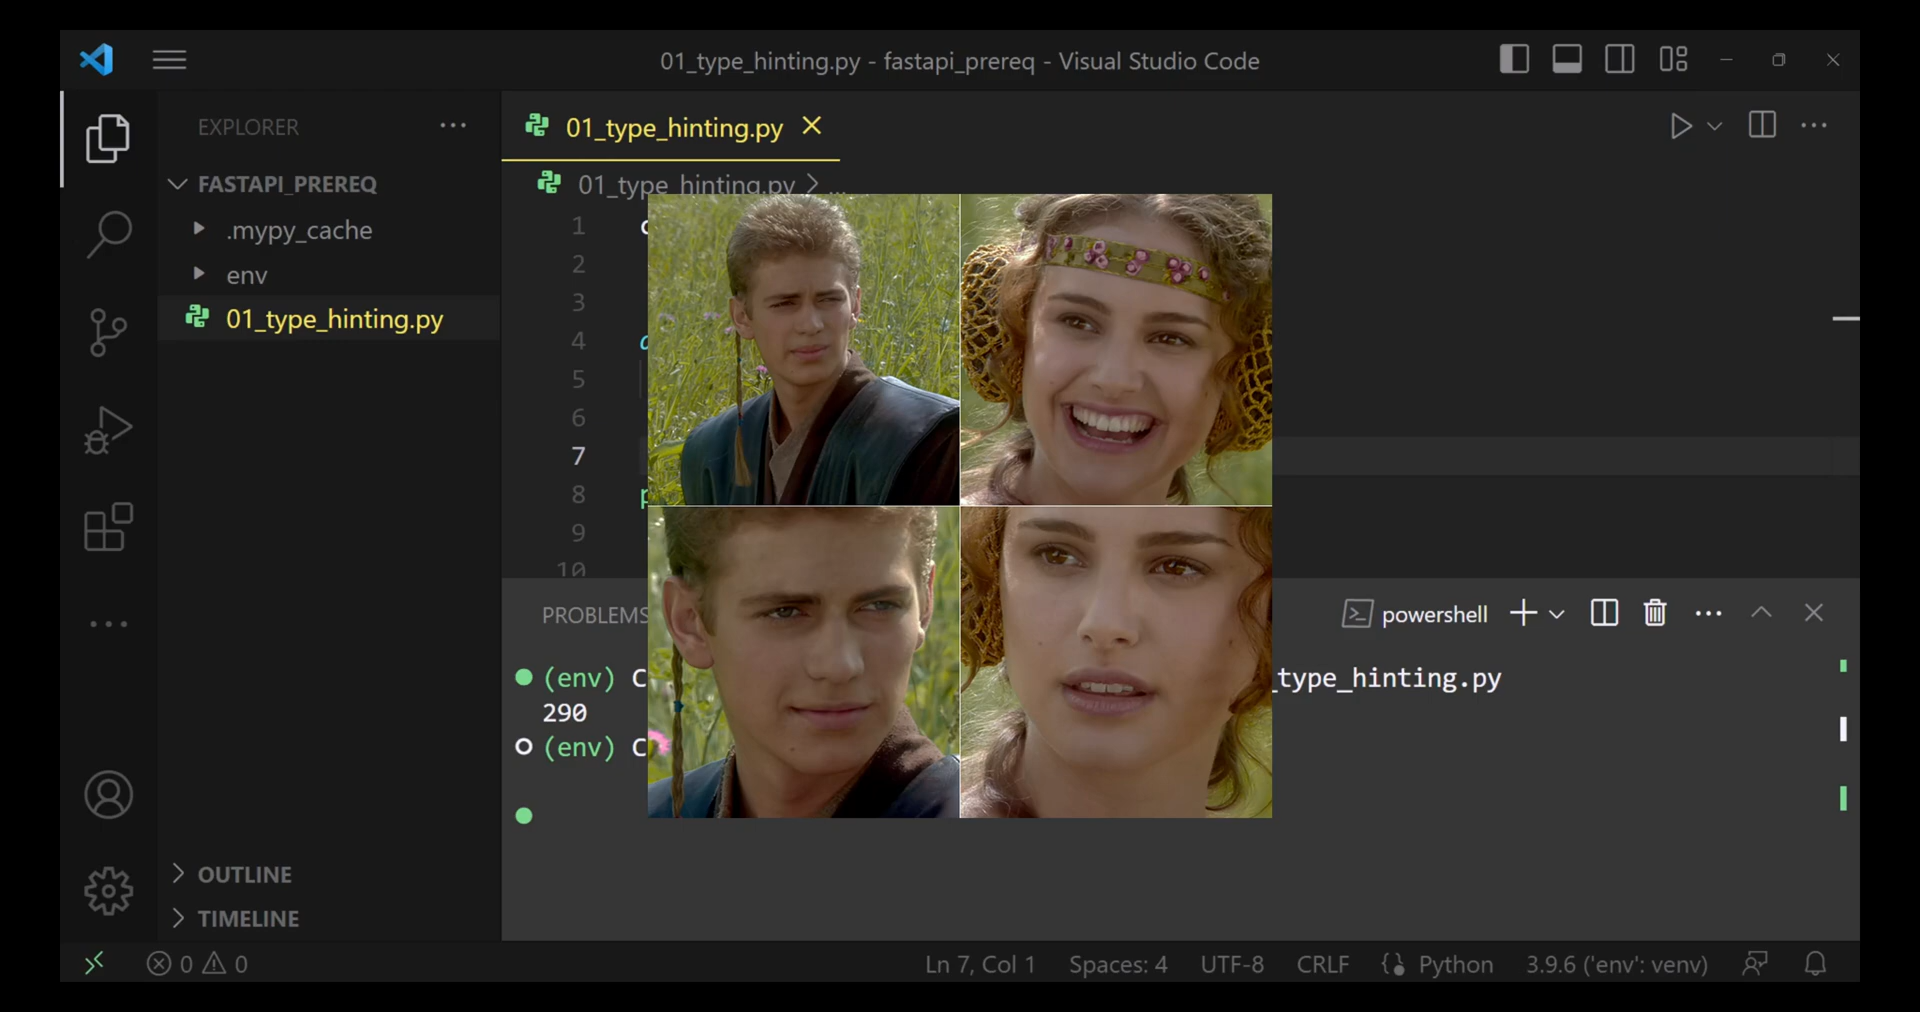 01_type_hinting.py - fastapi_prereq - Visual Studio Code
EXPLORER
FASTAPI_PREREQ
.mypy_cache
env
01_type_hinting.py
OUTLINE
TIMELINE
01_type_hinting.py
01_type_hinting.py > ...
1
2
3
4
5
6
7
8
9
10
PROBLEMS
powershell
(env) C
_type_hinting.py
290
(env) C
0 0
Ln 7, Col 1
Spaces: 4
UTF-8
CRLF
Python
3.9.6 ('env': venv)